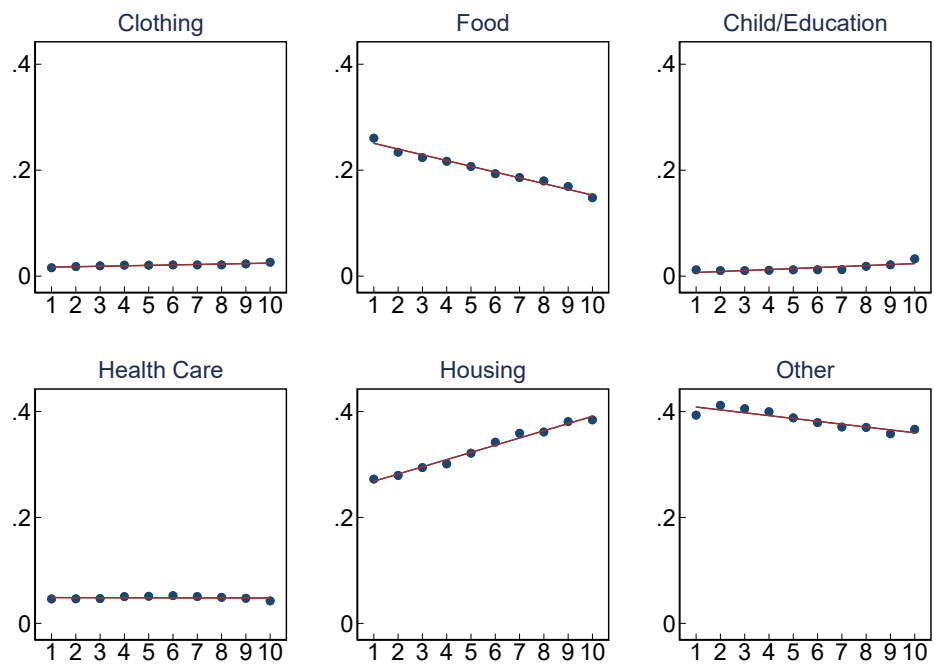 Clothing Food Child/Education
.4 .4 .4
.2 .2 .2
0 0 0
1 2 3 4 5 6 7 8 9 10 1 2 3 4 5 6 7 8 9 10 1 2 3 4 5 6 7 8 9 10
Health Care Housing Other
.4 .4 .4
.2 .2 .2
0 0 0
1 2 3 4 5 6 7 8 9 10 1 2 3 4 5 6 7 8 9 10 1 2 3 4 5 6 7 8 9 10